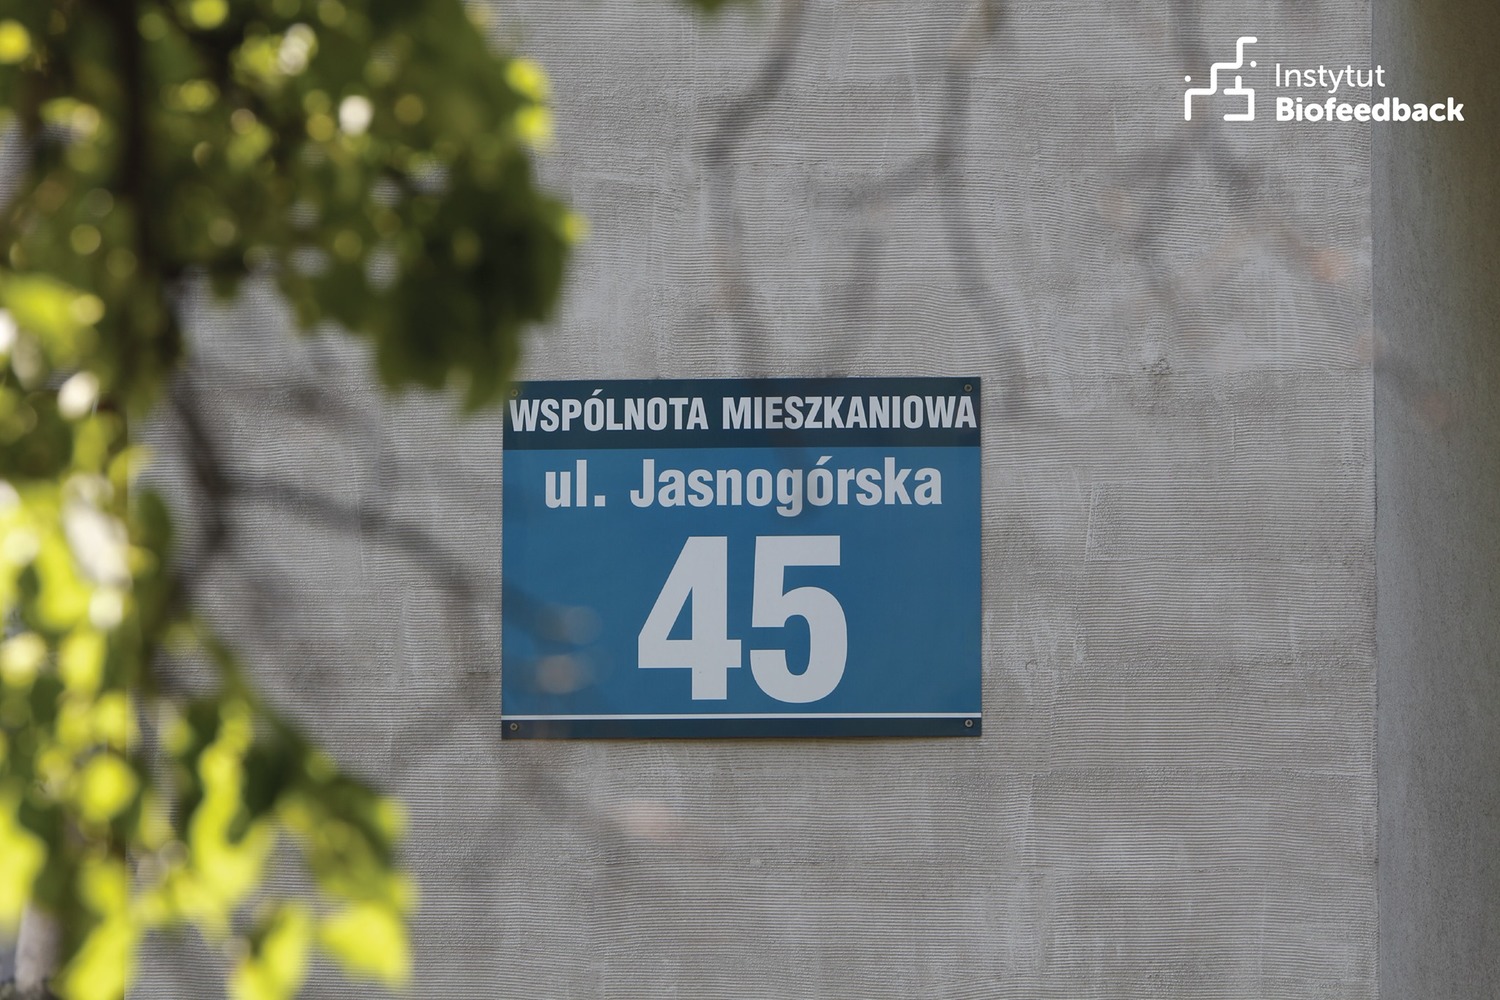 Instytut
Biofeedback
WSPÓLNOTA MIESZKANIOWA
ul. Jasnogórska
45